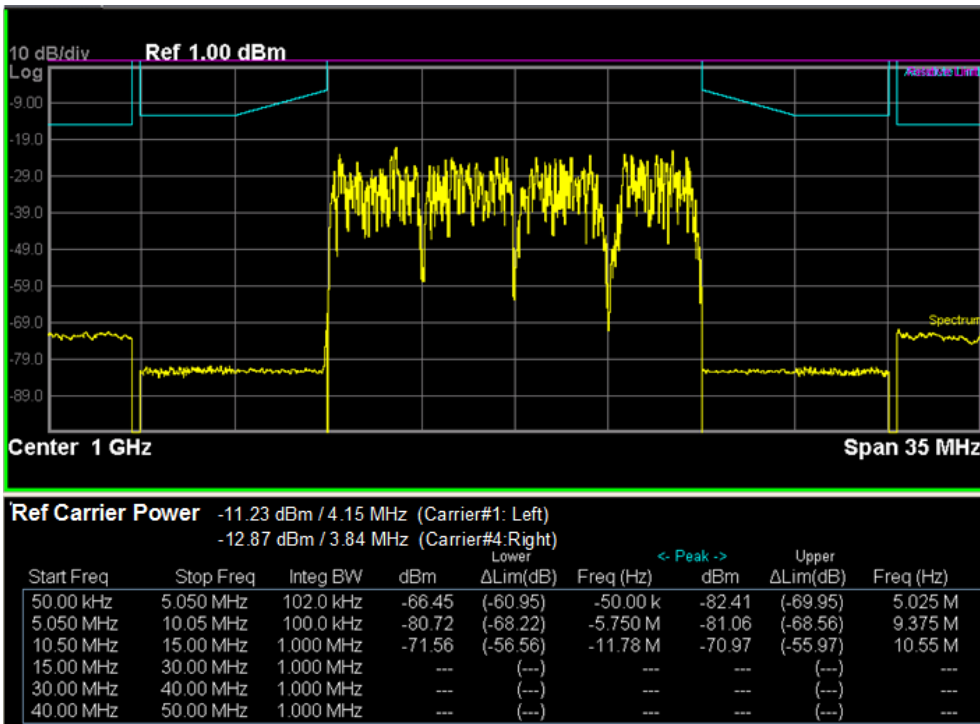 10 dB/div Ref 1.00 dBm
Log
-9.00
-19.0
-29.0
-39.0
-49.0
-59.0
-69.0
Spectrum
-79.0
-89.0
Center 1 GHz Span 35 MHz
Ref Carrier Power -11.23 dBm / 4.15 MHz (Carrier#1: Left)
-12.87 dBm / 3.84 MHz (Carrier#4:Right)
Lower <- Peak -> Upper
Start Freq Stop Freq Integ BW dBm ΔLim(dB) Freq (Hz) dBm ΔLim(dB) Freq (Hz)
50.00 kHz 5.050 MHz 102.0 kHz -66.45 (-60.95) -50.00 k -82.41 (-69.95) 5.025 M
5.050 MHz 10.05 MHz 100.0 kHz -80.72 (-68.22) -5.750 M -81.06 (-68.56) 9.375 M
10.50 MHz 15.00 MHz 1.000 MHz -71.56 (-56.56) -11.78 M -70.97 (-55.97) 10.55 M
15.00 MHz 30.00 MHz 1.000 MHz --- (---) --- --- (---) ---
30.00 MHz 40.00 MHz 1.000 MHz --- (---) --- --- (---) ---
40.00 MHz 50.00 MHz 1.000 MHz --- (---) --- --- (---) ---